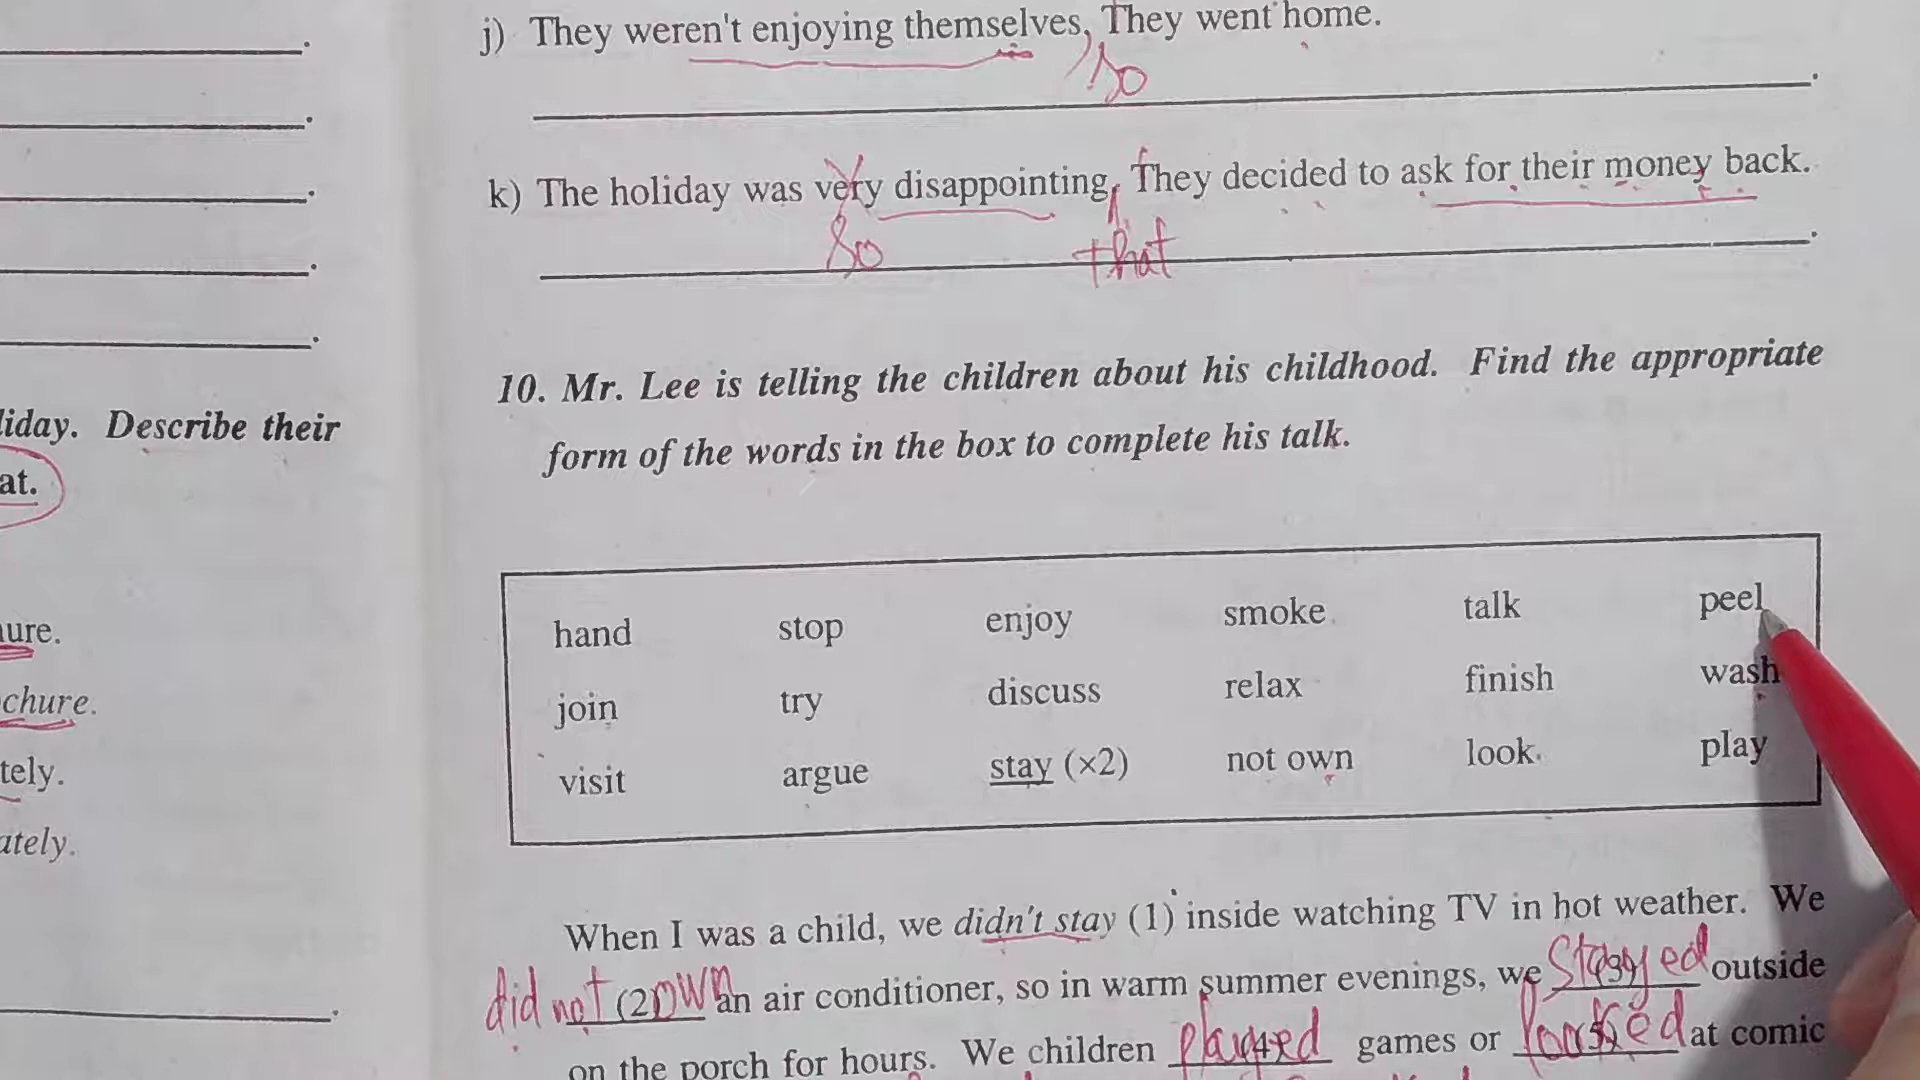 j) They weren't enjoying themselves, They went home.
, so
k) The holiday was very disappointing, They decided to ask for their money back.
so that
10. Mr. Lee is telling the children about his childhood. Find the appropriate
liday. Describe their
form of the words in the box to complete his talk.
at.
hand stop enjoy smoke talk peel
ure.
join try discuss relax finish wash
chure.
visit argue stay (×2) not own look play
tely.
ately.
When I was a child, we didn't stay (1) inside watching TV in hot weather. We
did not own (2) an air conditioner, so in warm summer evenings, we stayed (3) outside
on the porch for hours. We children played (4) games or looked (5) at comic